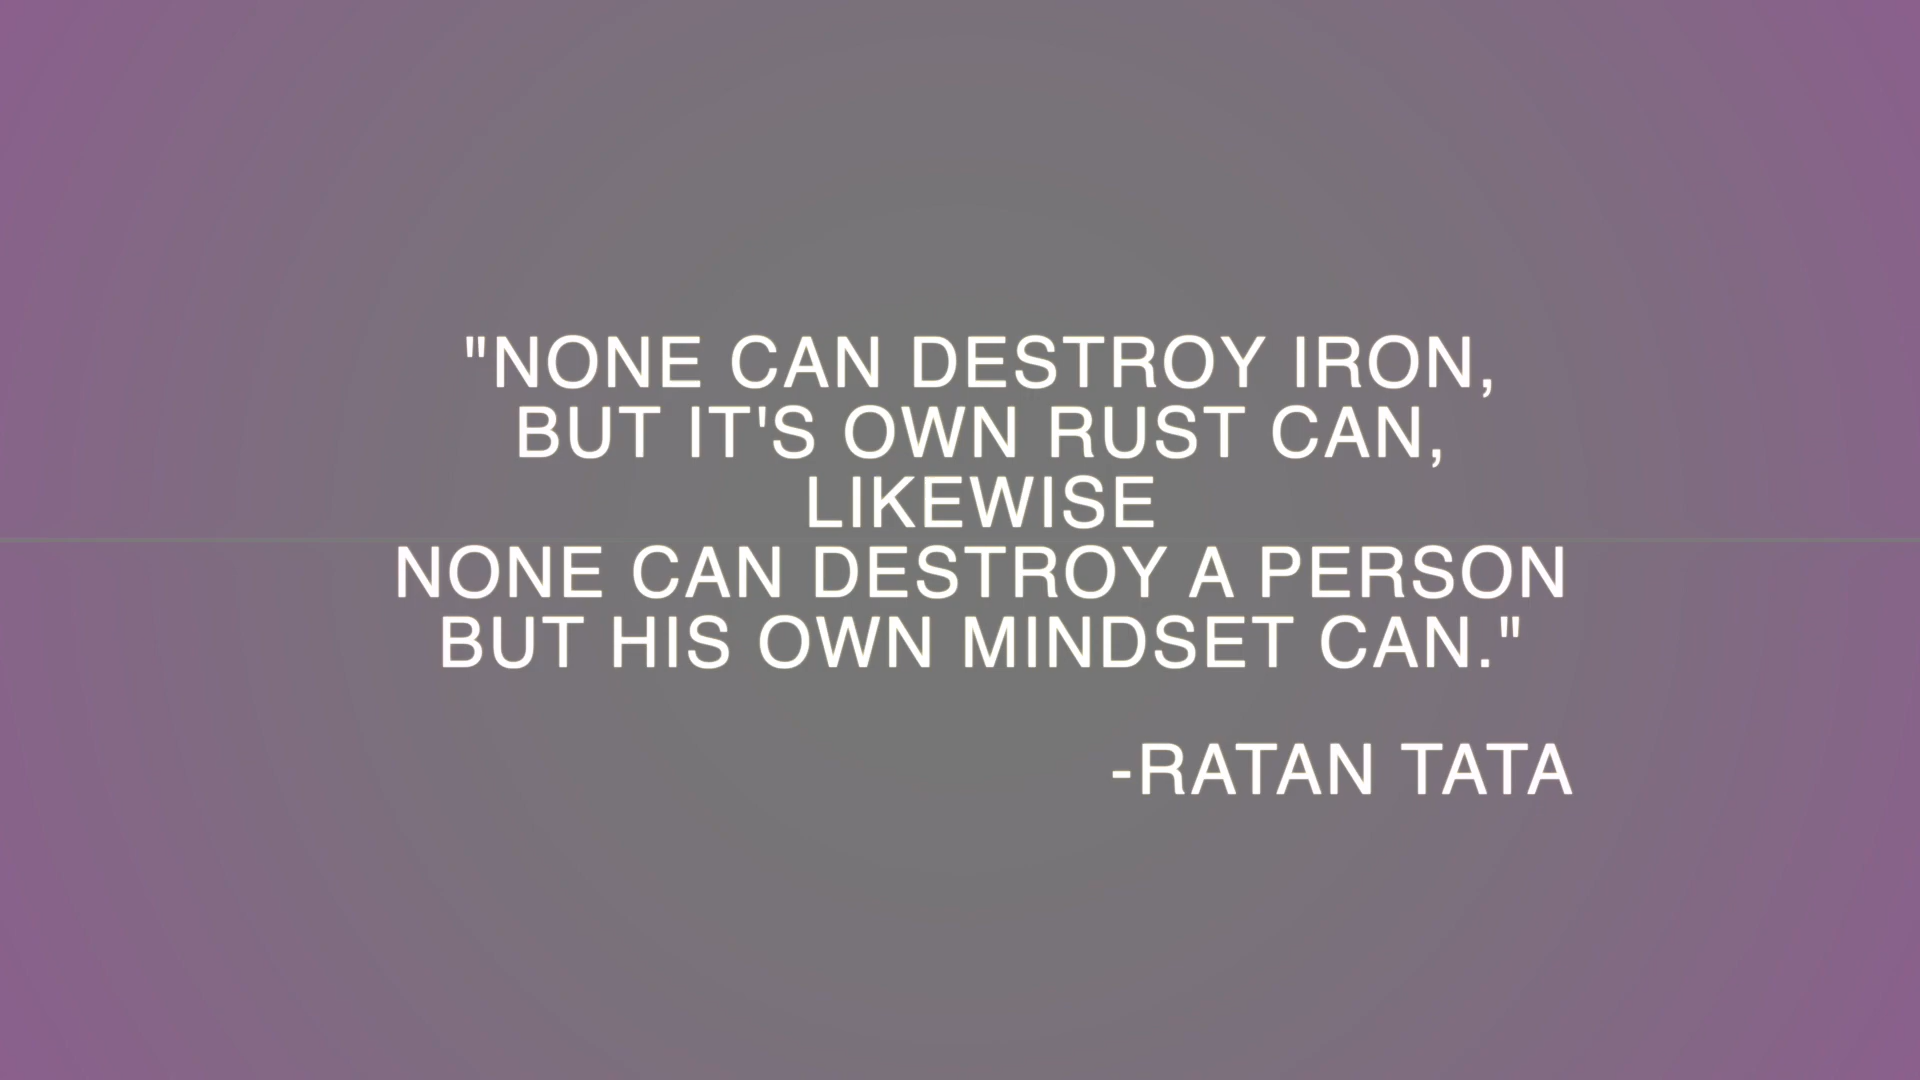 "NONE CAN DESTROY IRON,
BUT IT'S OWN RUST CAN,
LIKEWISE
NONE CAN DESTROY A PERSON
BUT HIS OWN MINDSET CAN."
-RATAN TATA